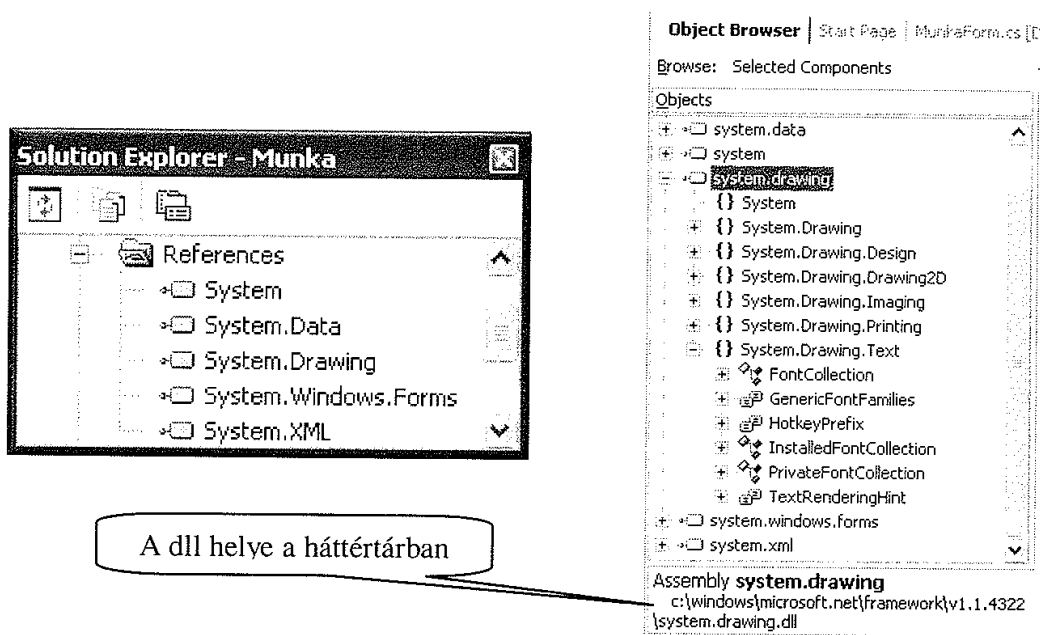 Solution Explorer - Munka
References
System
System.Data
System.Drawing
System.Windows.Forms
System.XML
A dll helye a háttértárban
Object Browser | Start Page | MunkaForm.cs [D
Browse: Selected Components
Objects
system.data
system
system.drawing
{} System
{} System.Drawing
{} System.Drawing.Design
{} System.Drawing.Drawing2D
{} System.Drawing.Imaging
{} System.Drawing.Printing
{} System.Drawing.Text
FontCollection
GenericFontFamilies
HotkeyPrefix
InstalledFontCollection
PrivateFontCollection
TextRenderingHint
system.windows.forms
system.xml
Assembly system.drawing
c:\windows\microsoft.net\framework\v1.1.4322
\system.drawing.dll